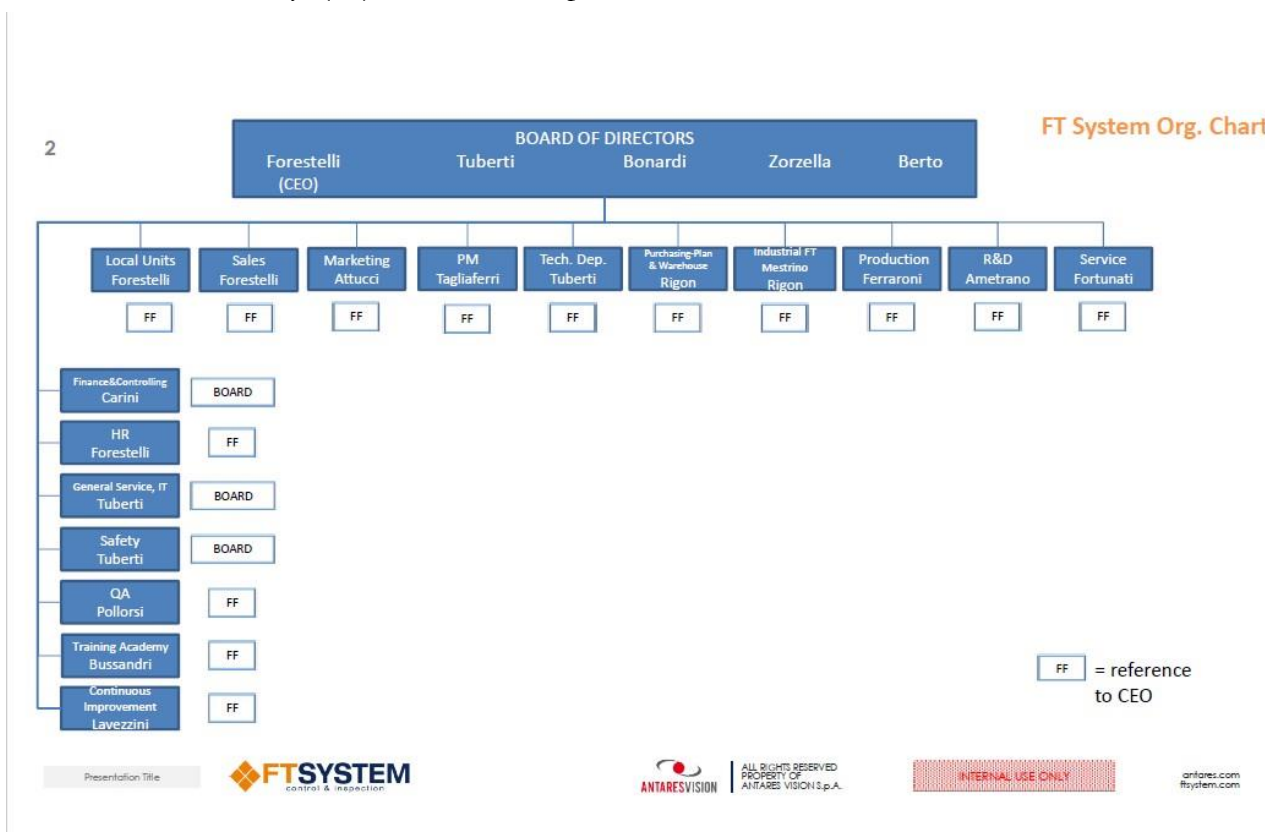 2
FT System Org. Chart
BOARD OF DIRECTORS
Forestelli Tuberti Bonardi Zorzella Berto
(CEO)
Local Units
Forestelli
Sales
Forestelli
Marketing
Attucci
PM
Tagliaferri
Tech. Dep.
Tuberti
Purchasing-Plan
& Warehouse
Rigon
Industrial FT
Mestrino
Rigon
Production
Ferraroni
R&D
Ametrano
Service
Fortunati
FF FF FF FF FF FF FF FF FF FF
Finance&Controlling
Carini
BOARD
HR
Forestelli
FF
General Service, IT
Tuberti
BOARD
Safety
Tuberti
BOARD
QA
Pollorsi
FF
Training Academy
Bussandri
FF
Continuous
Improvement
Lavezzini
FF
FF = reference
to CEO
Presentation Title
FTSYSTEM
control & inspection
ANTARESVISION
ALL RIGHTS RESERVED
PROPERTY OF
ANTARES VISION S.p.A.
INTERNAL USE ONLY
antares.com
ftsystem.com